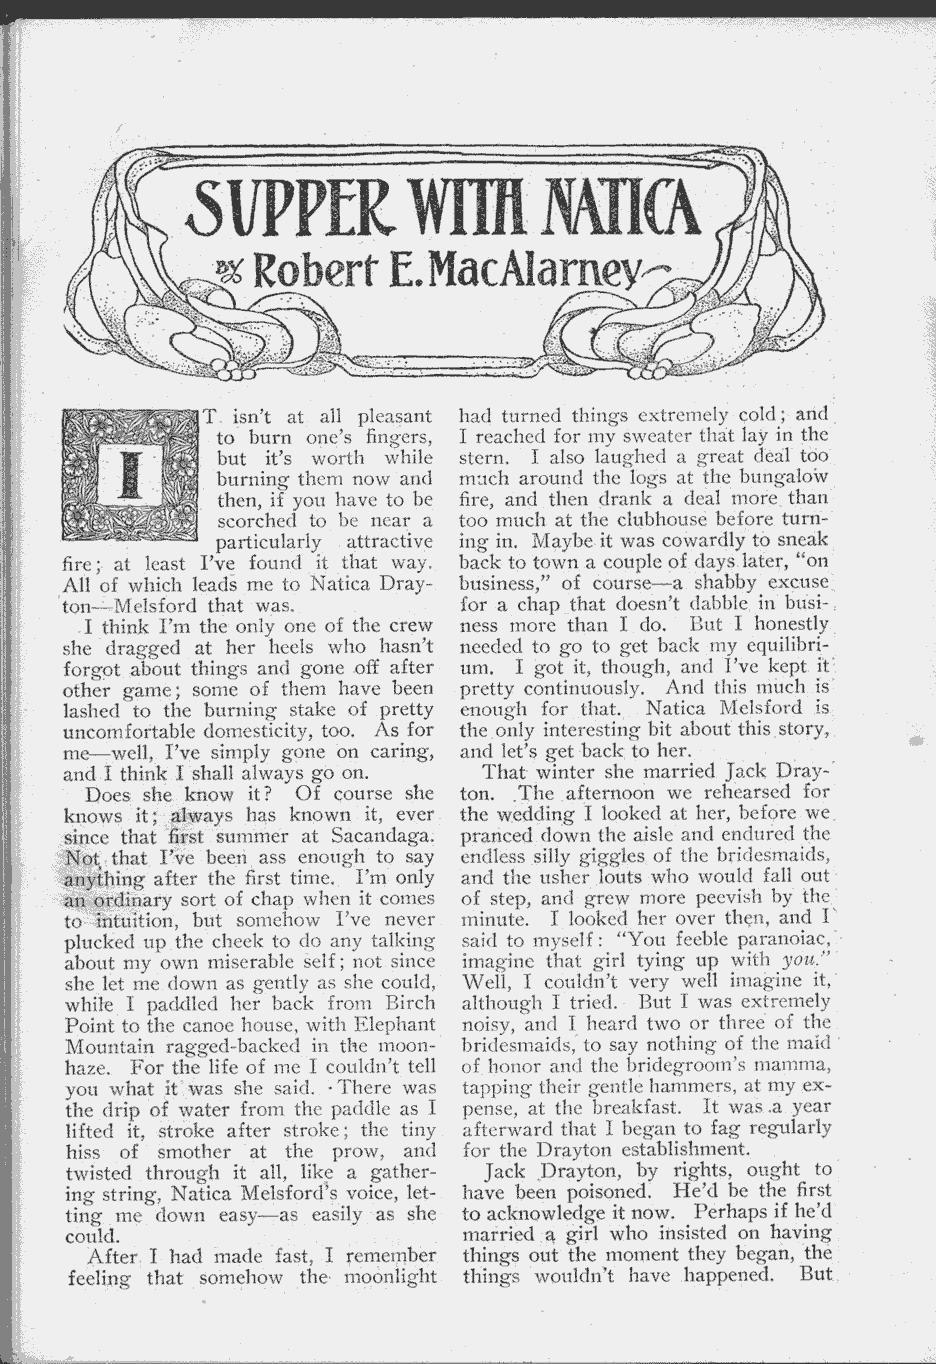 SUPPER WITH NATICA
BY Robert E. MacAlarney
IT isn't at all pleasant
to burn one's fingers,
but it's worth while
burning them now and
then, if you have to be
scorched to be near a
particularly attractive
fire; at least I've found it that way.
All of which leads me to Natica Dray-
ton—Melsford that was.
I think I'm the only one of the crew
she dragged at her heels who hasn't
forgot about things and gone off after
other game; some of them have been
lashed to the burning stake of pretty
uncomfortable domesticity, too. As for
me—well, I've simply gone on caring,
and I think I shall always go on.
Does she know it? Of course she
knows it; always has known it, ever
since that first summer at Sacandaga.
Not that I've been ass enough to say
anything after the first time. I'm only
an ordinary sort of chap when it comes
to intuition, but somehow I've never
plucked up the cheek to do any talking
about my own miserable self; not since
she let me down as gently as she could,
while I paddled her back from Birch
Point to the canoe house, with Elephant
Mountain ragged-backed in the moon-
haze. For the life of me I couldn't tell
you what it was she said. There was
the drip of water from the paddle as I
lifted it, stroke after stroke; the tiny
hiss of smother at the prow, and
twisted through it all, like a gather-
ing string, Natica Melsford's voice, let-
ting me down easy—as easily as she
could.
After I had made fast, I remember
feeling that somehow the moonlight
had turned things extremely cold; and
I reached for my sweater that lay in the
stern. I also laughed a great deal too
much around the logs at the bungalow
fire, and then drank a deal more than
too much at the clubhouse before turn-
ing in. Maybe it was cowardly to sneak
back to town a couple of days later, "on
business," of course—a shabby excuse
for a chap that doesn't dabble in busi-
ness more than I do. But I honestly
needed to go to get back my equilibri-
um. I got it, though, and I've kept it
pretty continuously. And this much is
enough for that. Natica Melsford is
the only interesting bit about this story,
and let's get back to her.
That winter she married Jack Dray-
ton. The afternoon we rehearsed for
the wedding I looked at her, before we
pranced down the aisle and endured the
endless silly giggles of the bridesmaids,
and the usher louts who would fall out
of step, and grew more peevish by the
minute. I looked her over then, and I
said to myself: "You feeble paranoiac,
imagine that girl tying up with you."
Well, I couldn't very well imagine it,
although I tried. But I was extremely
noisy, and I heard two or three of the
bridesmaids, to say nothing of the maid
of honor and the bridegroom's mamma,
tapping their gentle hammers, at my ex-
pense, at the breakfast. It was a year
afterward that I began to fag regularly
for the Drayton establishment.
Jack Drayton, by rights, ought to
have been poisoned. He'd be the first
to acknowledge it now. Perhaps if he'd
married a girl who insisted on having
things out the moment they began, the
things wouldn't have happened. But